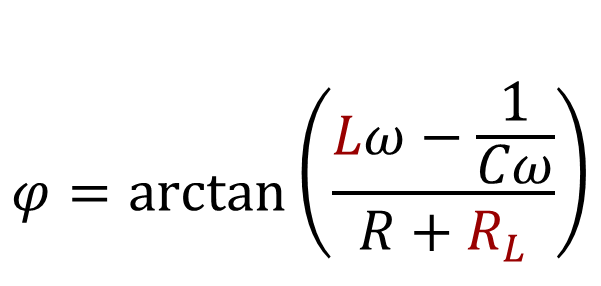 φ = arctan ( (Lω − 1/(Cω)) / (R + R_L) )